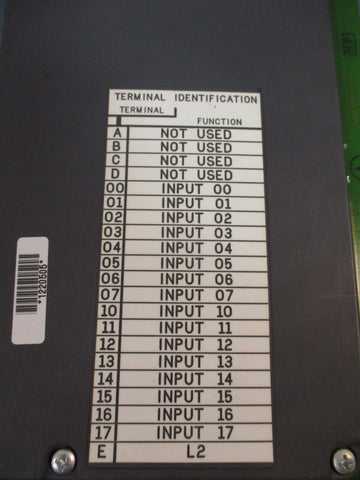 TERMINAL IDENTIFICATION
TERMINAL
FUNCTION
A NOT USED
B NOT USED
C NOT USED
D NOT USED
00 INPUT 00
01 INPUT 01
02 INPUT 02
03 INPUT 03
04 INPUT 04
05 INPUT 05
06 INPUT 06
07 INPUT 07
10 INPUT 10
11 INPUT 11
12 INPUT 12
13 INPUT 13
14 INPUT 14
15 INPUT 15
16 INPUT 16
17 INPUT 17
E L2
*1220505*